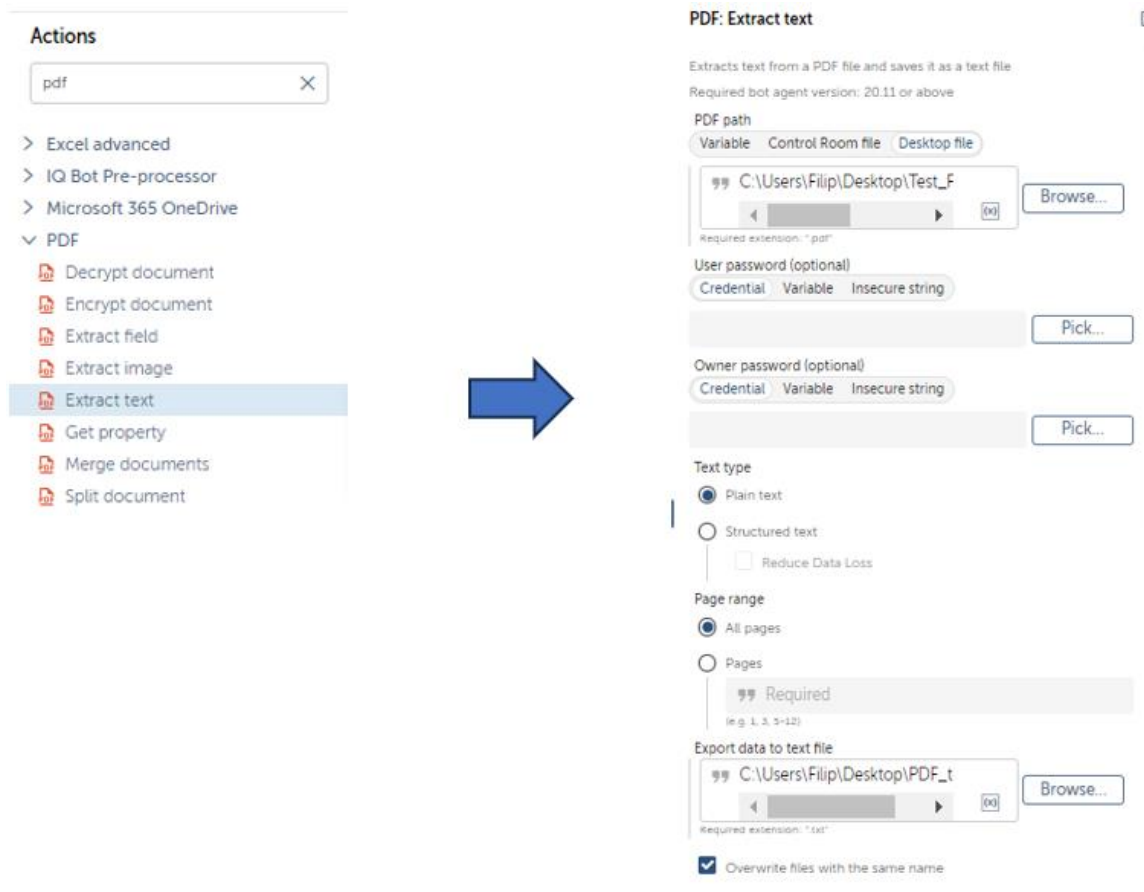 Actions
pdf
Excel advanced
IQ Bot Pre-processor
Microsoft 365 OneDrive
PDF
Decrypt document
Encrypt document
Extract field
Extract image
Extract text
Get property
Merge documents
Split document
PDF: Extract text
Extracts text from a PDF file and saves it as a text file
Required bot agent version: 20.11 or above
PDF path
Variable Control Room file Desktop file
C:\Users\Filip\Desktop\Test_F
(x)
Browse...
Required extension: ".pdf"
User password (optional)
Credential Variable Insecure string
Pick...
Owner password (optional)
Credential Variable Insecure string
Pick...
Text type
Plain text
Structured text
Reduce Data Loss
Page range
All pages
Pages
Required
(e.g. 1, 3, 5-12)
Export data to text file
C:\Users\Filip\Desktop\PDF_t
(x)
Browse...
Required extension: ".txt"
Overwrite files with the same name